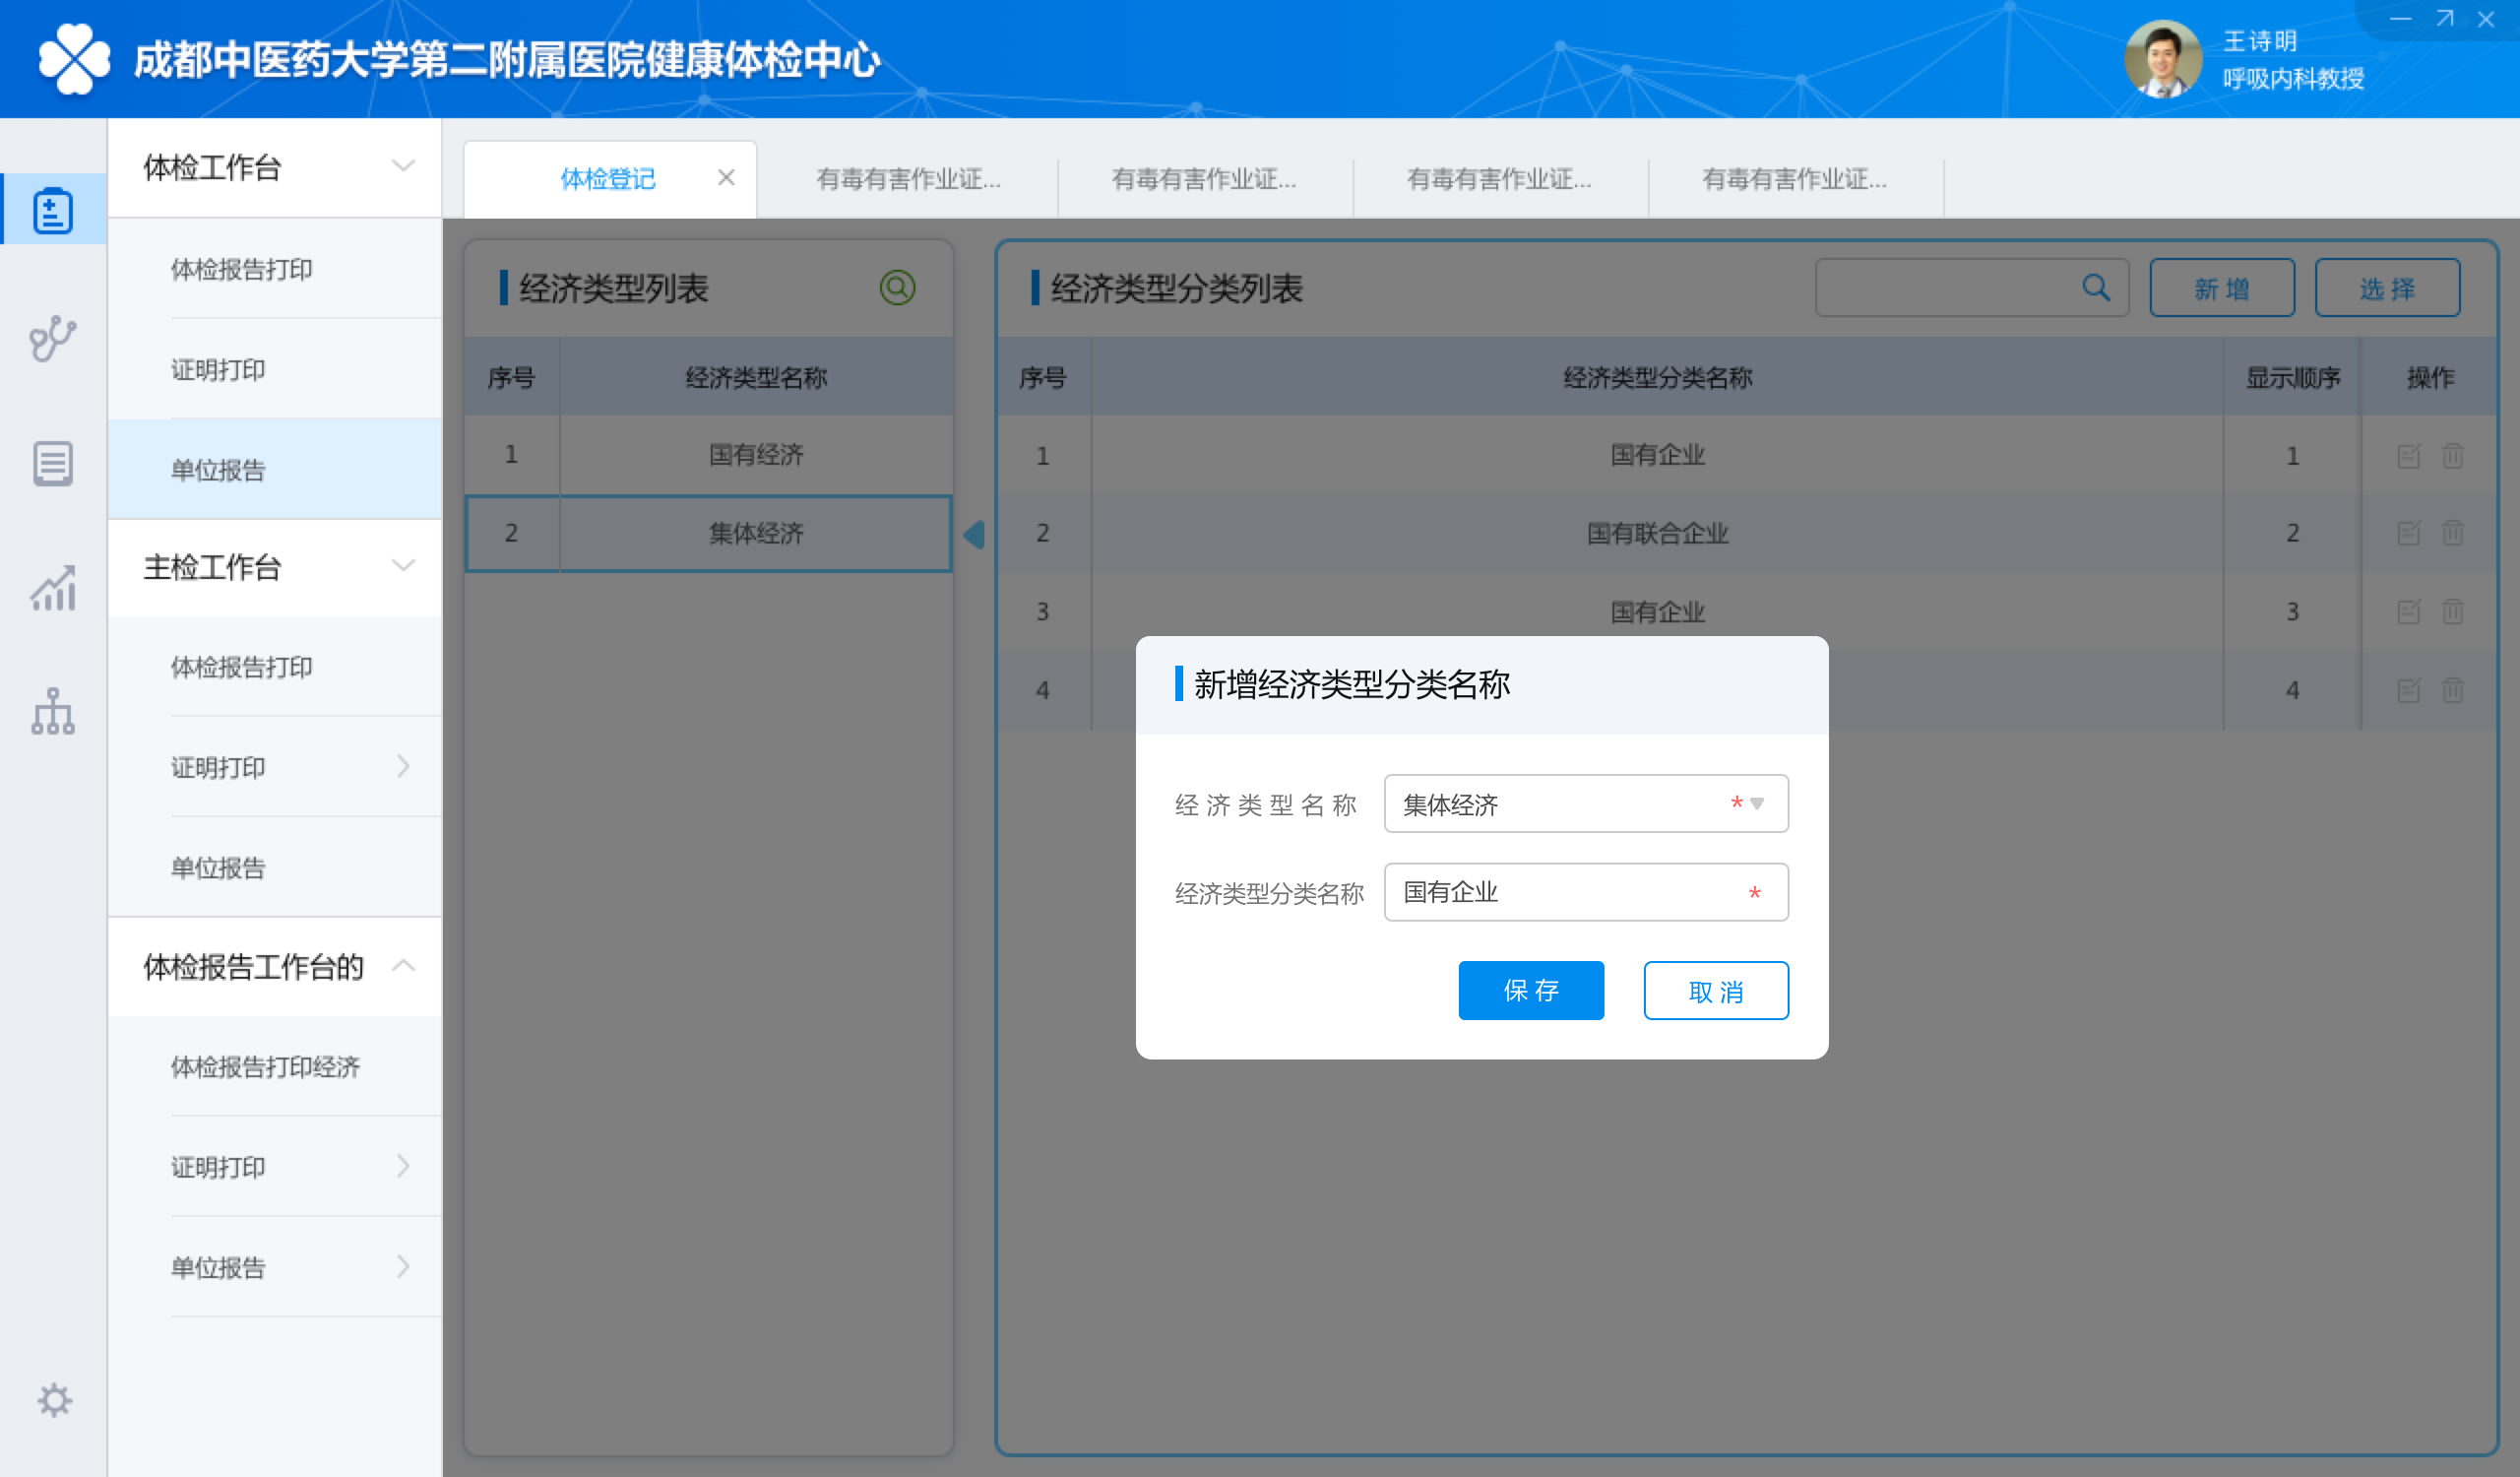 成都中医药大学第二附属医院健康体检中心
王诗明
呼吸内科教授
体检工作台
体检报告打印
证明打印
单位报告
主检工作台
体检报告打印
证明打印
单位报告
体检报告工作台的
体检报告打印经济
证明打印
单位报告
体检登记
有毒有害作业证...
有毒有害作业证...
有毒有害作业证...
有毒有害作业证...
经济类型列表
序号 经济类型名称
1 国有经济
2 集体经济
经济类型分类列表
新 增
选 择
序号 经济类型分类名称 显示顺序 操作
1 国有企业 1
2 国有联合企业 2
3 国有企业 3
4 4
新增经济类型分类名称
经 济 类 型 名 称 集体经济 *
经济类型分类名称 国有企业 *
保 存
取 消